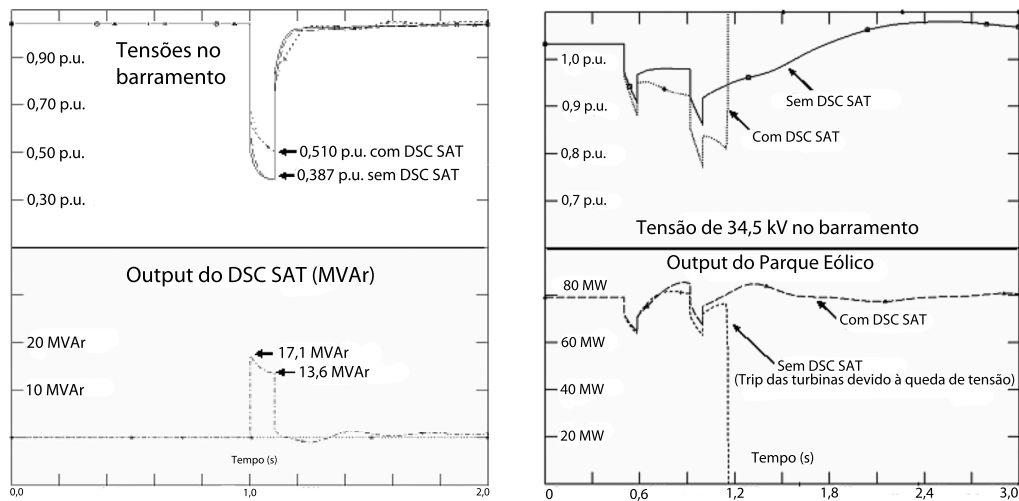 Tensões no
barramento
0,90 p.u.
0,70 p.u.
0,50 p.u.
0,30 p.u.
0,510 p.u. com DSC SAT
0,387 p.u. sem DSC SAT
Output do DSC SAT (MVAr)
20 MVAr
10 MVAr
17,1 MVAr
13,6 MVAr
Tempo (s)
0,0
1,0
2,0
1,0 p.u.
0,9 p.u.
0,8 p.u.
0,7 p.u.
Sem DSC SAT
Com DSC SAT
Tensão de 34,5 kV no barramento
Output do Parque Eólico
80 MW
60 MW
40 MW
20 MW
Com DSC SAT
Sem DSC SAT
(Trip das turbinas devido à queda de tensão)
Tempo (s)
0
0,6
1,2
1,8
2,4
3,0